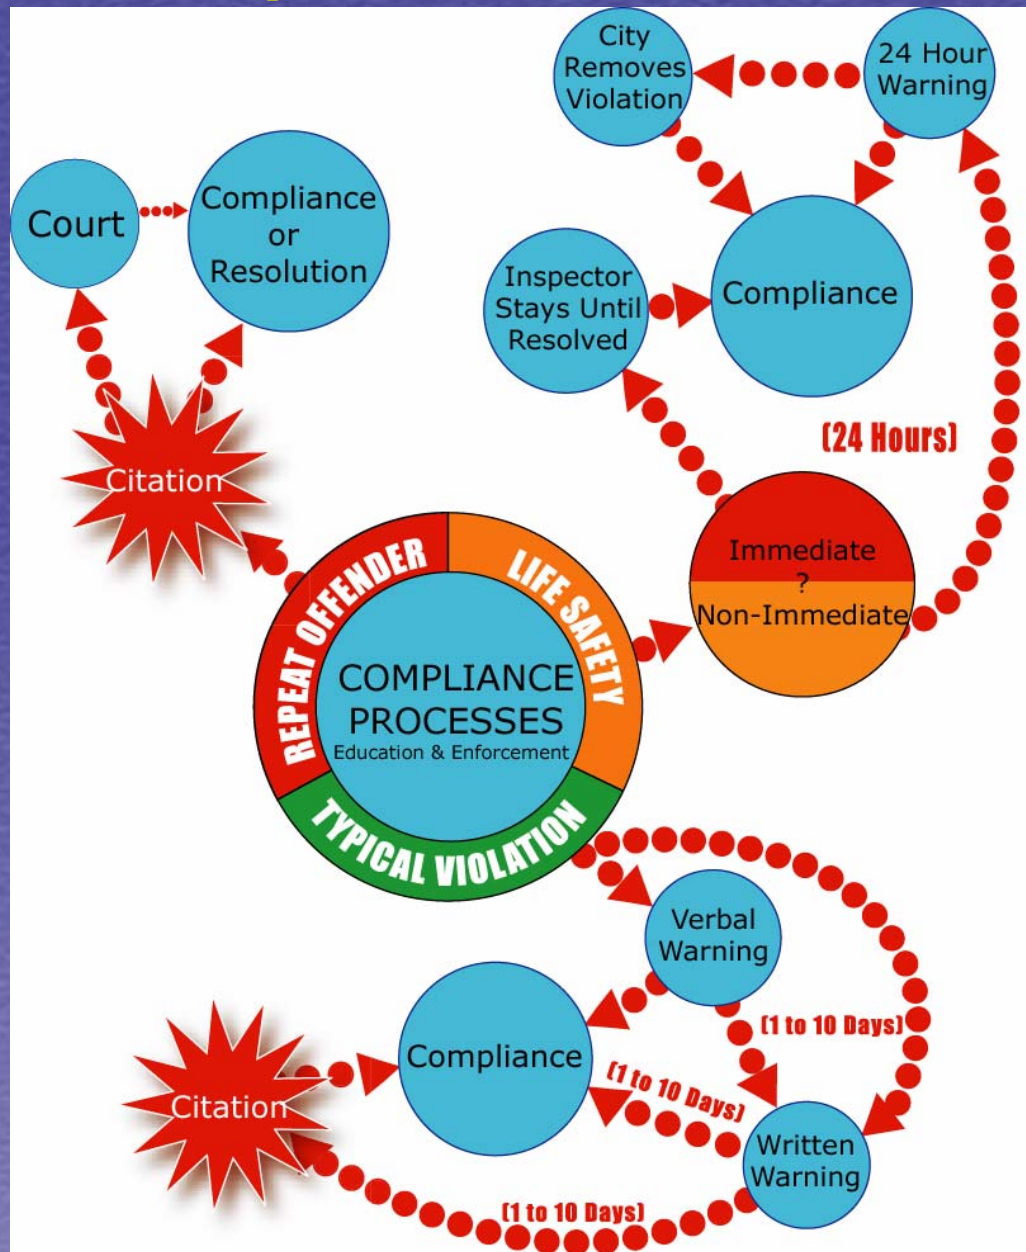 City
Removes
Violation
24 Hour
Warning
Court
Compliance
or
Resolution
Inspector
Stays Until
Resolved
Compliance
(24 Hours)
Citation
Immediate
?
Non-Immediate
REPEAT OFFENDER
LIFE SAFETY
COMPLIANCE
PROCESSES
Education & Enforcement
TYPICAL VIOLATION
Verbal
Warning
(1 to 10 Days)
Compliance
(1 to 10 Days)
Citation
Written
Warning
(1 to 10 Days)